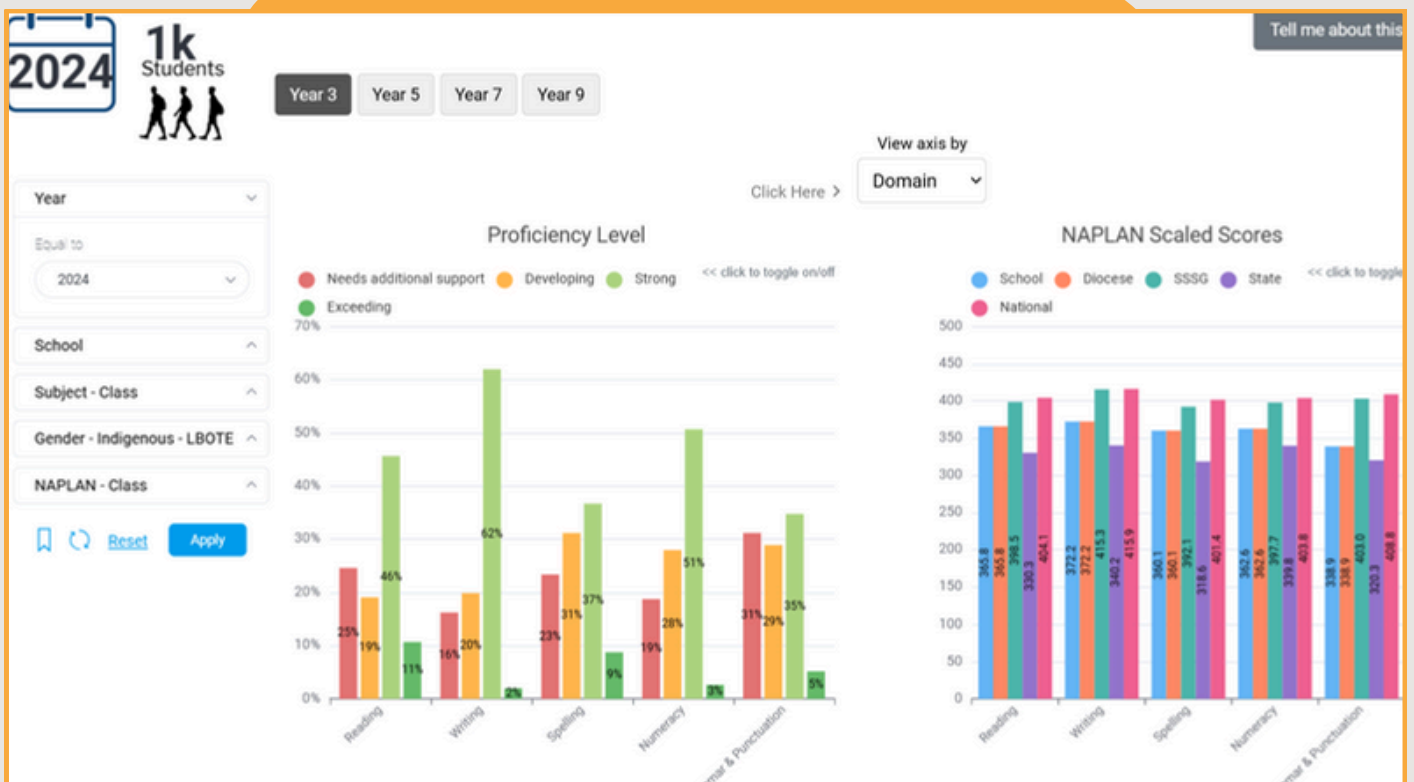 2024
1k
Students
Tell me about this
Year 3 Year 5 Year 7 Year 9
View axis by
Domain
Click Here >
Year
Equal to
2024
School
Subject - Class
Gender - Indigenous - LBOTE
NAPLAN - Class
Reset Apply
Proficiency Level
Needs additional support Developing Strong << click to toggle on/off
Exceeding
70%
60%
50%
40%
30%
20%
10%
0%
25% 19% 46% 11%
16% 20% 62% 2%
23% 31% 37% 9%
19% 28% 51% 3%
31% 29% 35% 5%
Reading Writing Spelling Numeracy mar & Punctuation
NAPLAN Scaled Scores
School Diocese SSSG State << click to toggle
National
500
450
400
350
300
250
200
150
100
50
0
365.8 365.8 398.5 330.3 404.1
372.2 372.2 415.3 340.2 415.9
360.1 360.1 392.1 318.6 401.4
362.6 362.6 397.7 339.8 403.8
338.9 338.9 403.0 320.3 408.8
Reading Writing Spelling Numeracy mar & Punctuation